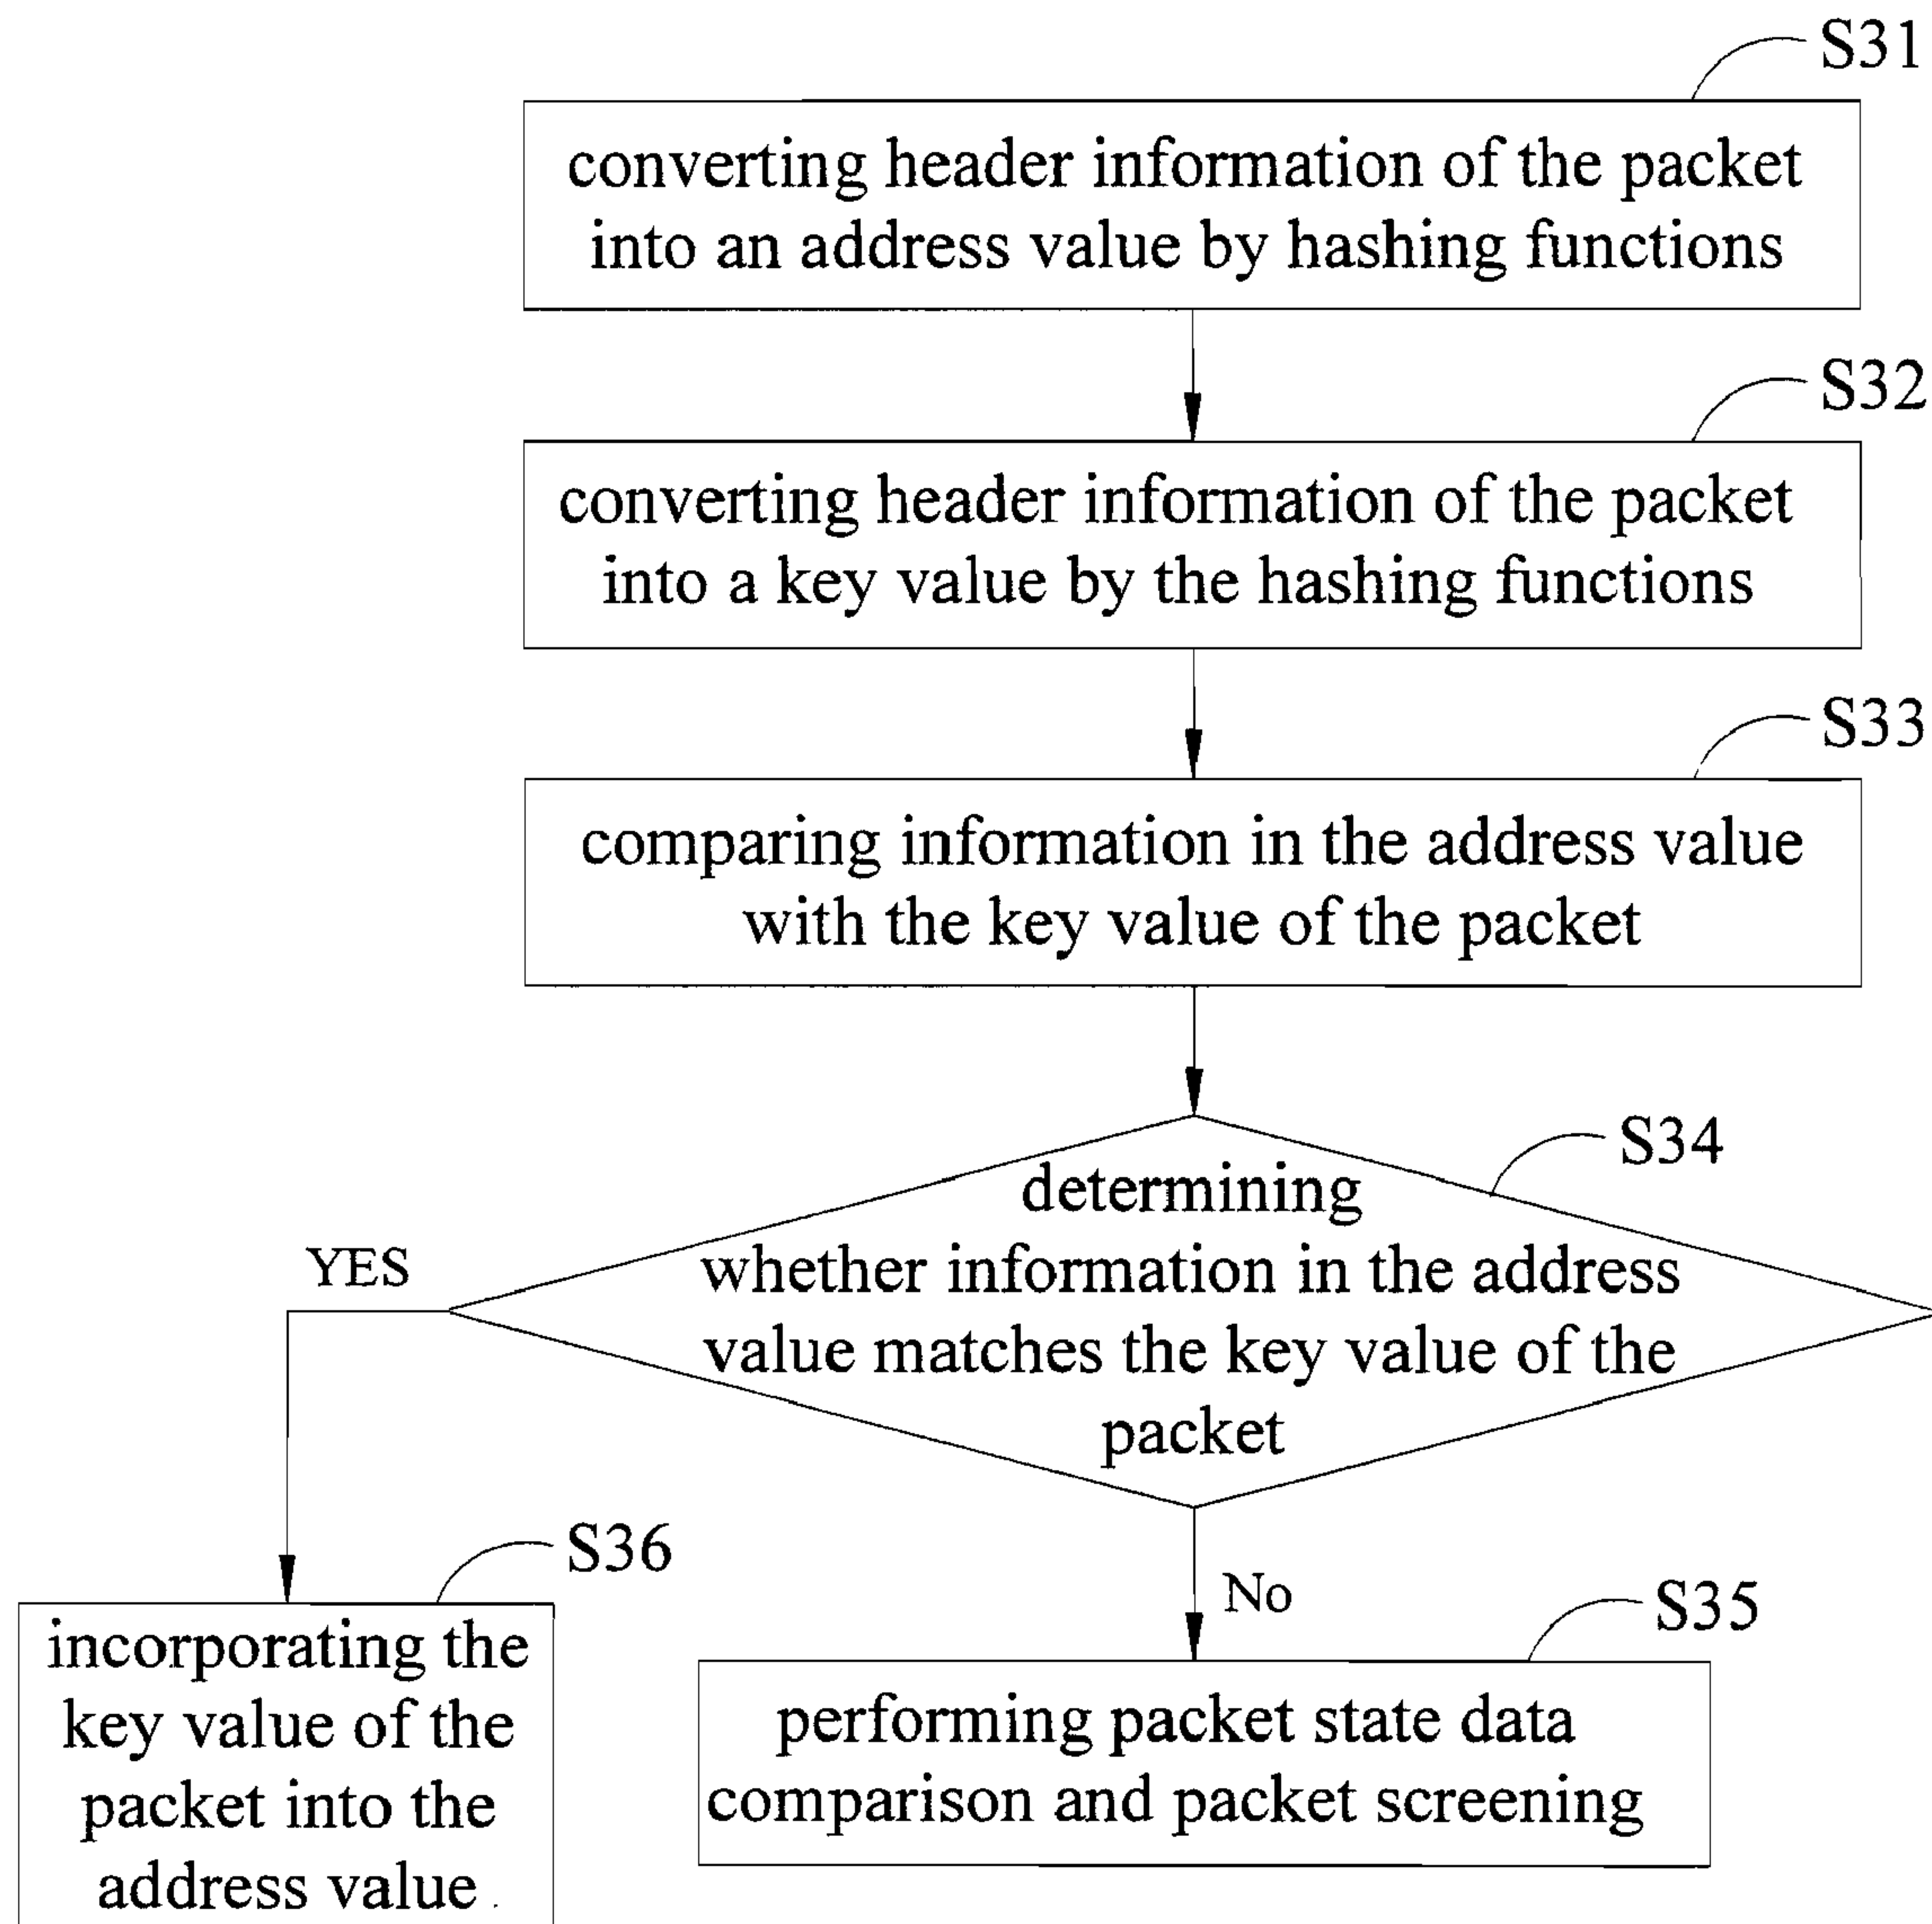 S31
converting header information of the packet
into an address value by hashing functions
S32
converting header information of the packet
into a key value by the hashing functions
S33
comparing information in the address value
with the key value of the packet
S34
determining
whether information in the address
value matches the key value of the
packet
YES
No
S36
incorporating the
key value of the
packet into the
address value
S35
performing packet state data
comparison and packet screening